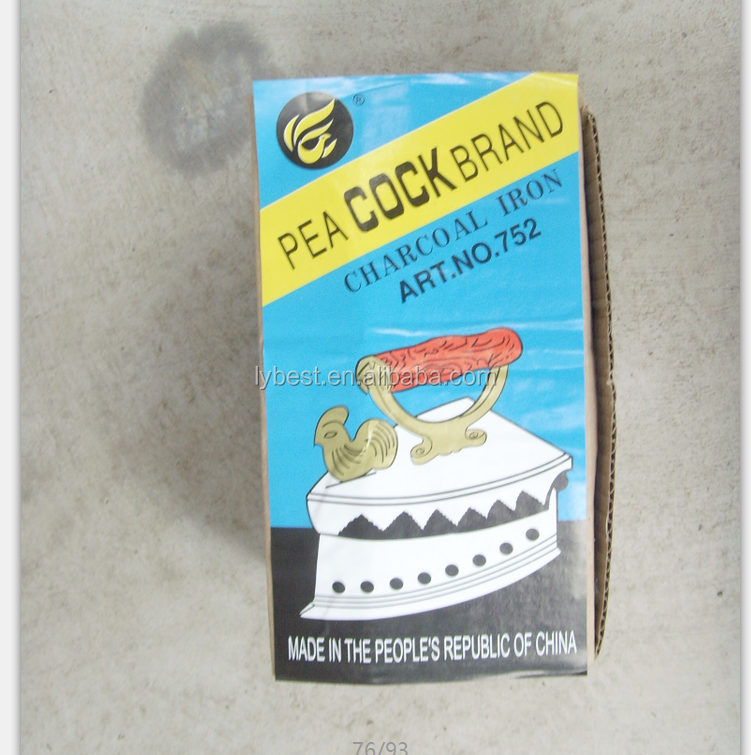 ®
PEA COCK BRAND
CHARCOAL IRON
ART.NO.752
lybest.en.alibaba.com
MADE IN THE PEOPLE'S REPUBLIC OF CHINA
76/93